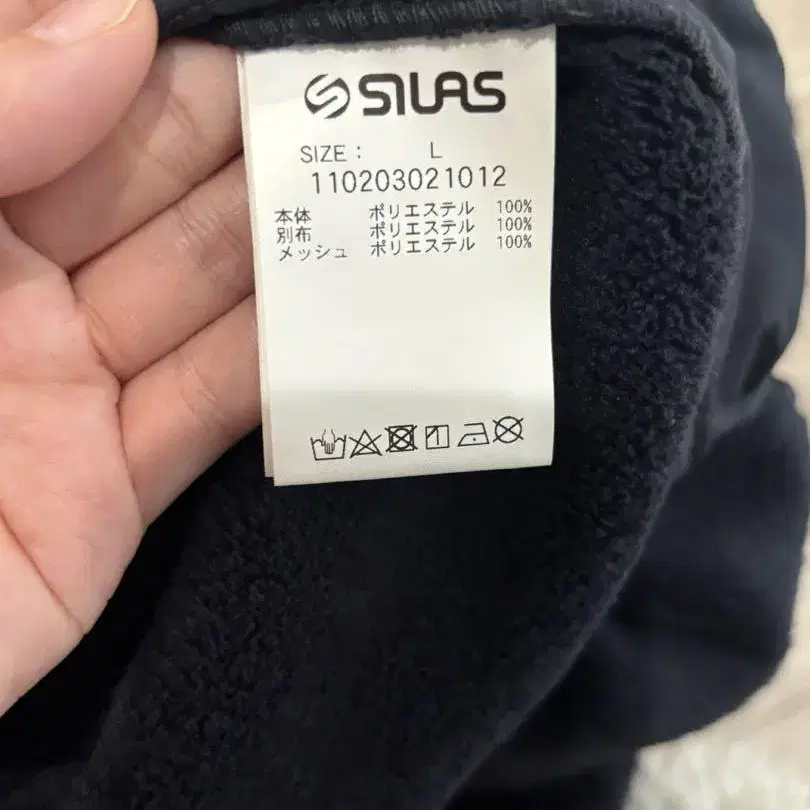 SILAS
SIZE : L
110203021012
本体 ポリエステル 100%
別布 ポリエステル 100%
メッシュ ポリエステル 100%